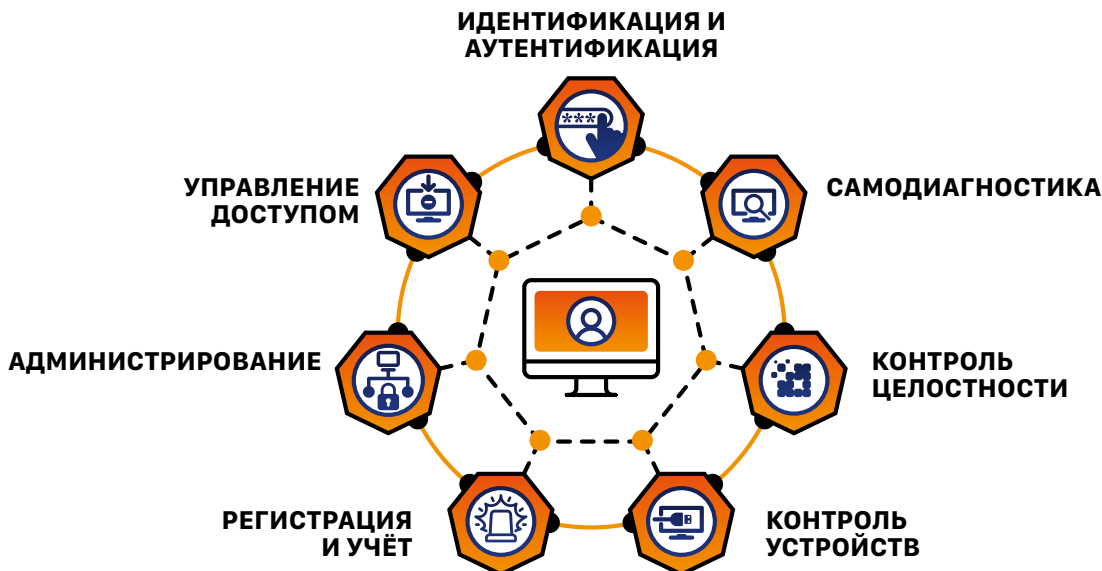 ИДЕНТИФИКАЦИЯ И
АУТЕНТИФИКАЦИЯ
УПРАВЛЕНИЕ
ДОСТУПОМ
САМОДИАГНОСТИКА
АДМИНИСТРИРОВАНИЕ
КОНТРОЛЬ
ЦЕЛОСТНОСТИ
РЕГИСТРАЦИЯ
И УЧЁТ
КОНТРОЛЬ
УСТРОЙСТВ